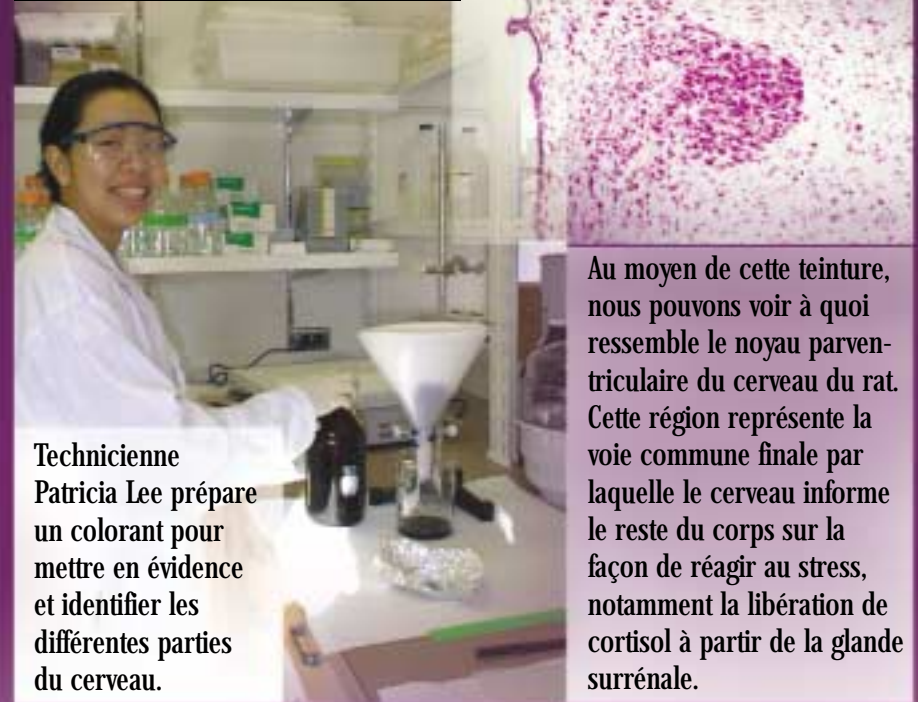 Au moyen de cette teinture,
nous pouvons voir à quoi
ressemble le noyau parven-
triculaire du cerveau du rat.
Cette région représente la
voie commune finale par
laquelle le cerveau informe
le reste du corps sur la
façon de réagir au stress,
notamment la libération de
cortisol à partir de la glande
surrénale.
Technicienne
Patricia Lee prépare
un colorant pour
mettre en évidence
et identifier les
différentes parties
du cerveau.